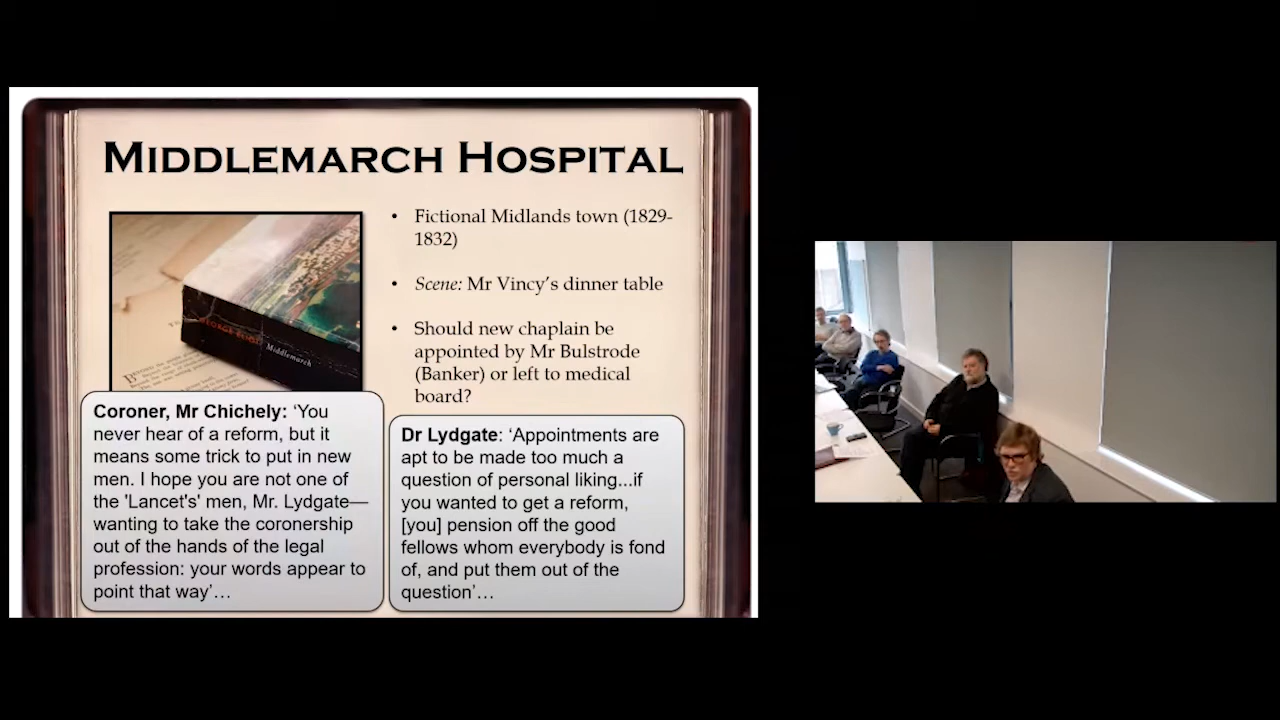 MIDDLEMARCH HOSPITAL
• Fictional Midlands town (1829-
1832)
• Scene: Mr Vincy’s dinner table
• Should new chaplain be
appointed by Mr Bulstrode
(Banker) or left to medical
board?
GEORGE ELIOT
Middlemarch
Coroner, Mr Chichely: ‘You
never hear of a reform, but it
means some trick to put in new
men. I hope you are not one of
the 'Lancet's' men, Mr. Lydgate—
wanting to take the coronership
out of the hands of the legal
profession: your words appear to
point that way’…
Dr Lydgate: ‘Appointments are
apt to be made too much a
question of personal liking...if
you wanted to get a reform,
[you] pension off the good
fellows whom everybody is fond
of, and put them out of the
question’…